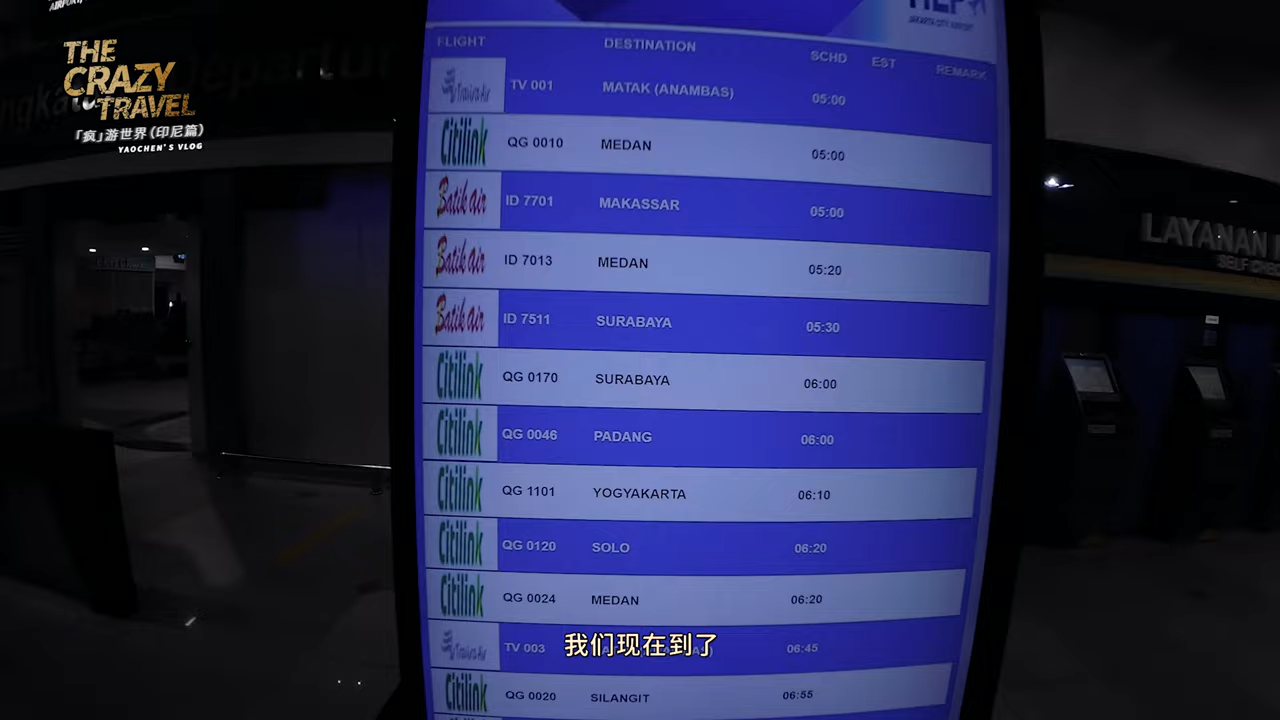 THE
CRAZY
TRAVEL
「疯」游世界(印尼篇)
YAOCHEN'S VLOG
HLP
JAKARTA CITY AIRPORT
FLIGHT DESTINATION SCHD EST REMARK
TV 001 MATAK (ANAMBAS) 05:00
Citilink QG 0010 MEDAN 05:00
Batik air ID 7701 MAKASSAR 05:00
Batik air ID 7013 MEDAN 05:20
Batik air ID 7511 SURABAYA 05:30
Citilink QG 0170 SURABAYA 06:00
Citilink QG 0046 PADANG 06:00
Citilink QG 1101 YOGYAKARTA 06:10
Citilink QG 0120 SOLO 06:20
Citilink QG 0024 MEDAN 06:20
TV 003 06:45
Citilink QG 0020 SILANGIT 06:55
我们现在到了
LAYANAN